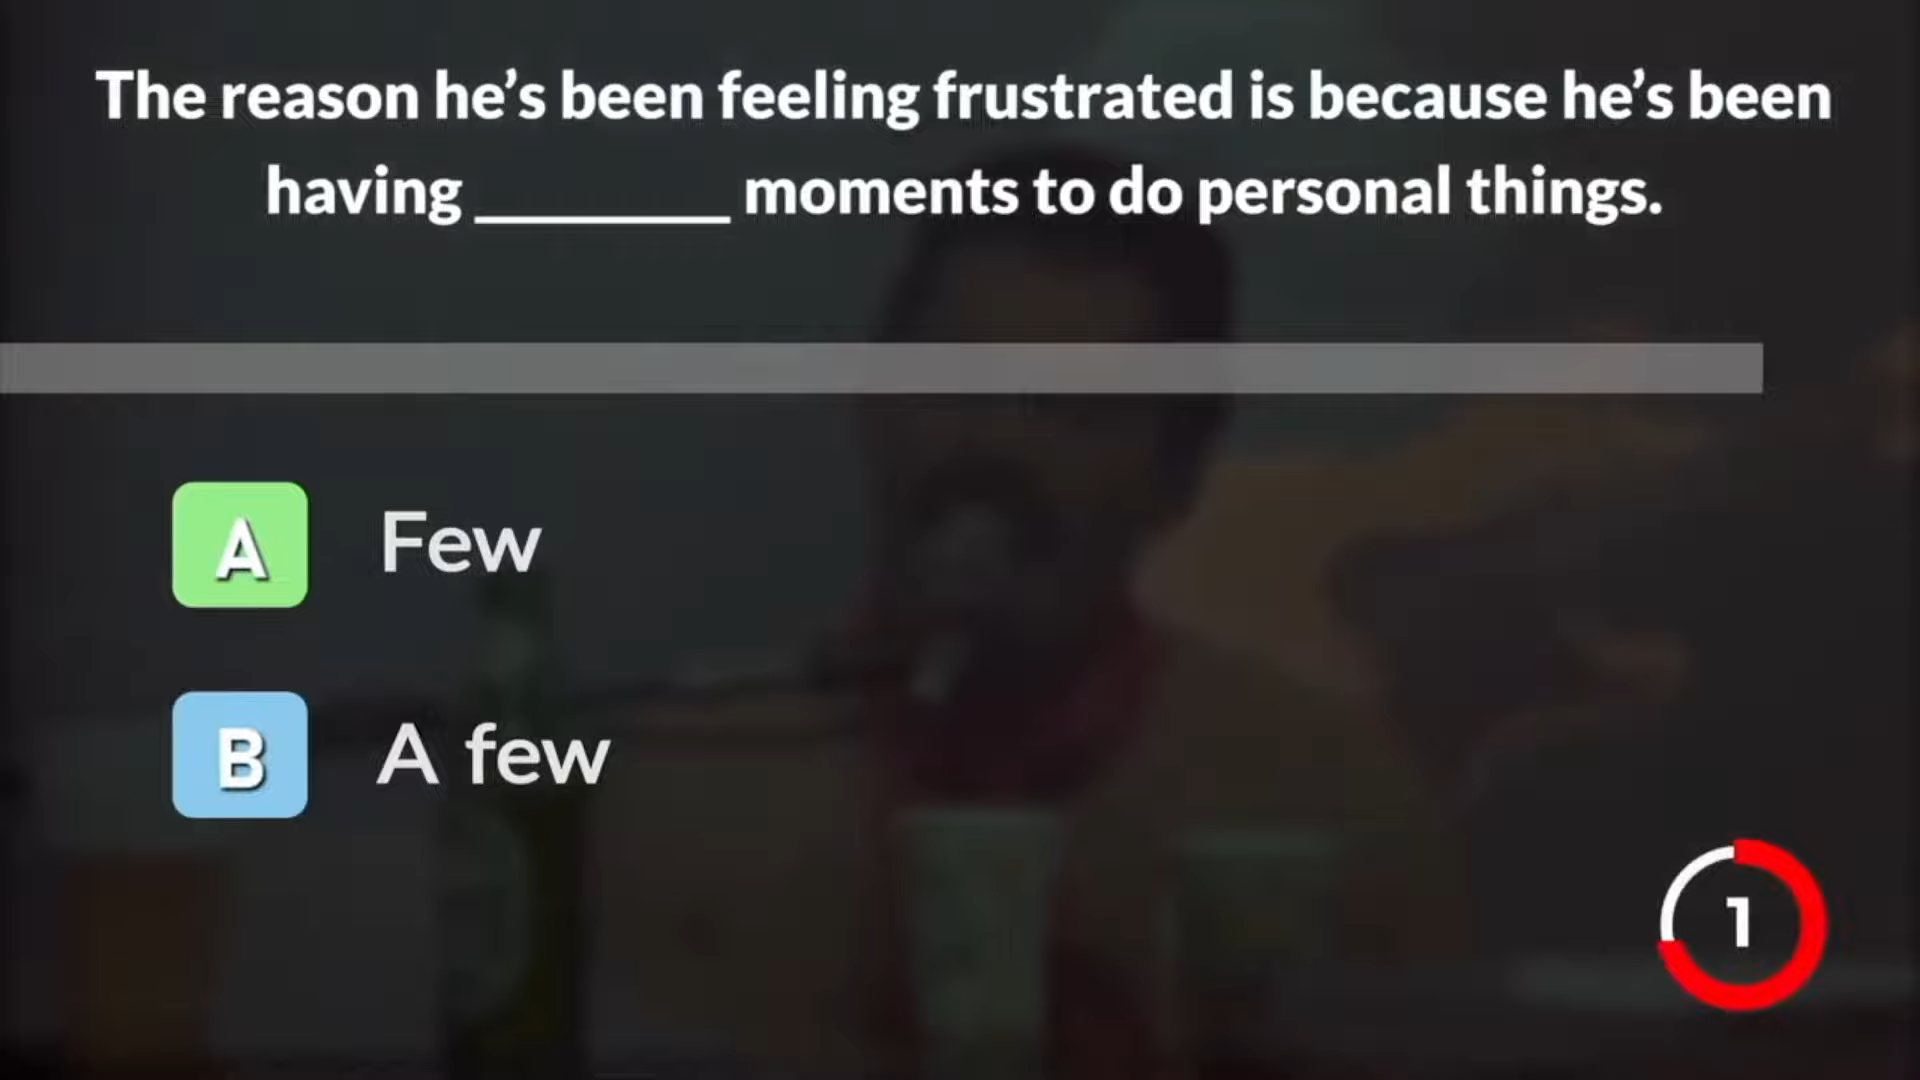 The reason he’s been feeling frustrated is because he’s been
having ________ moments to do personal things.
A Few
B A few
1